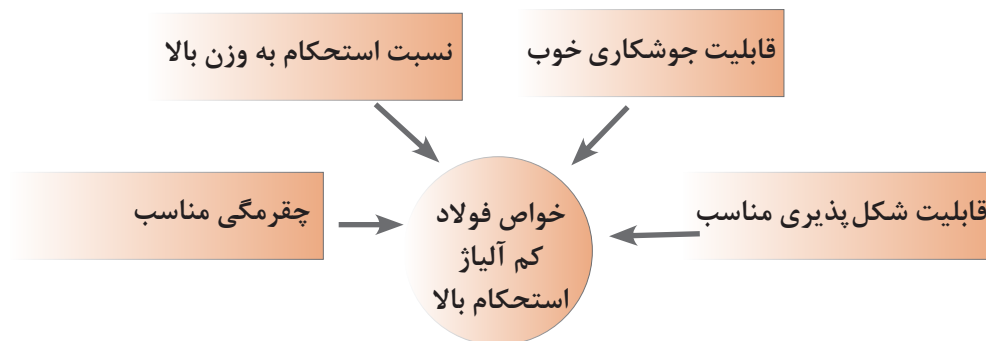 قابلیت جوشکاری خوب
نسبت استحکام به وزن بالا
قابلیت شکل‌پذیری مناسب
چقرمگی مناسب
خواص فولاد
کم آلیاژ
استحکام بالا